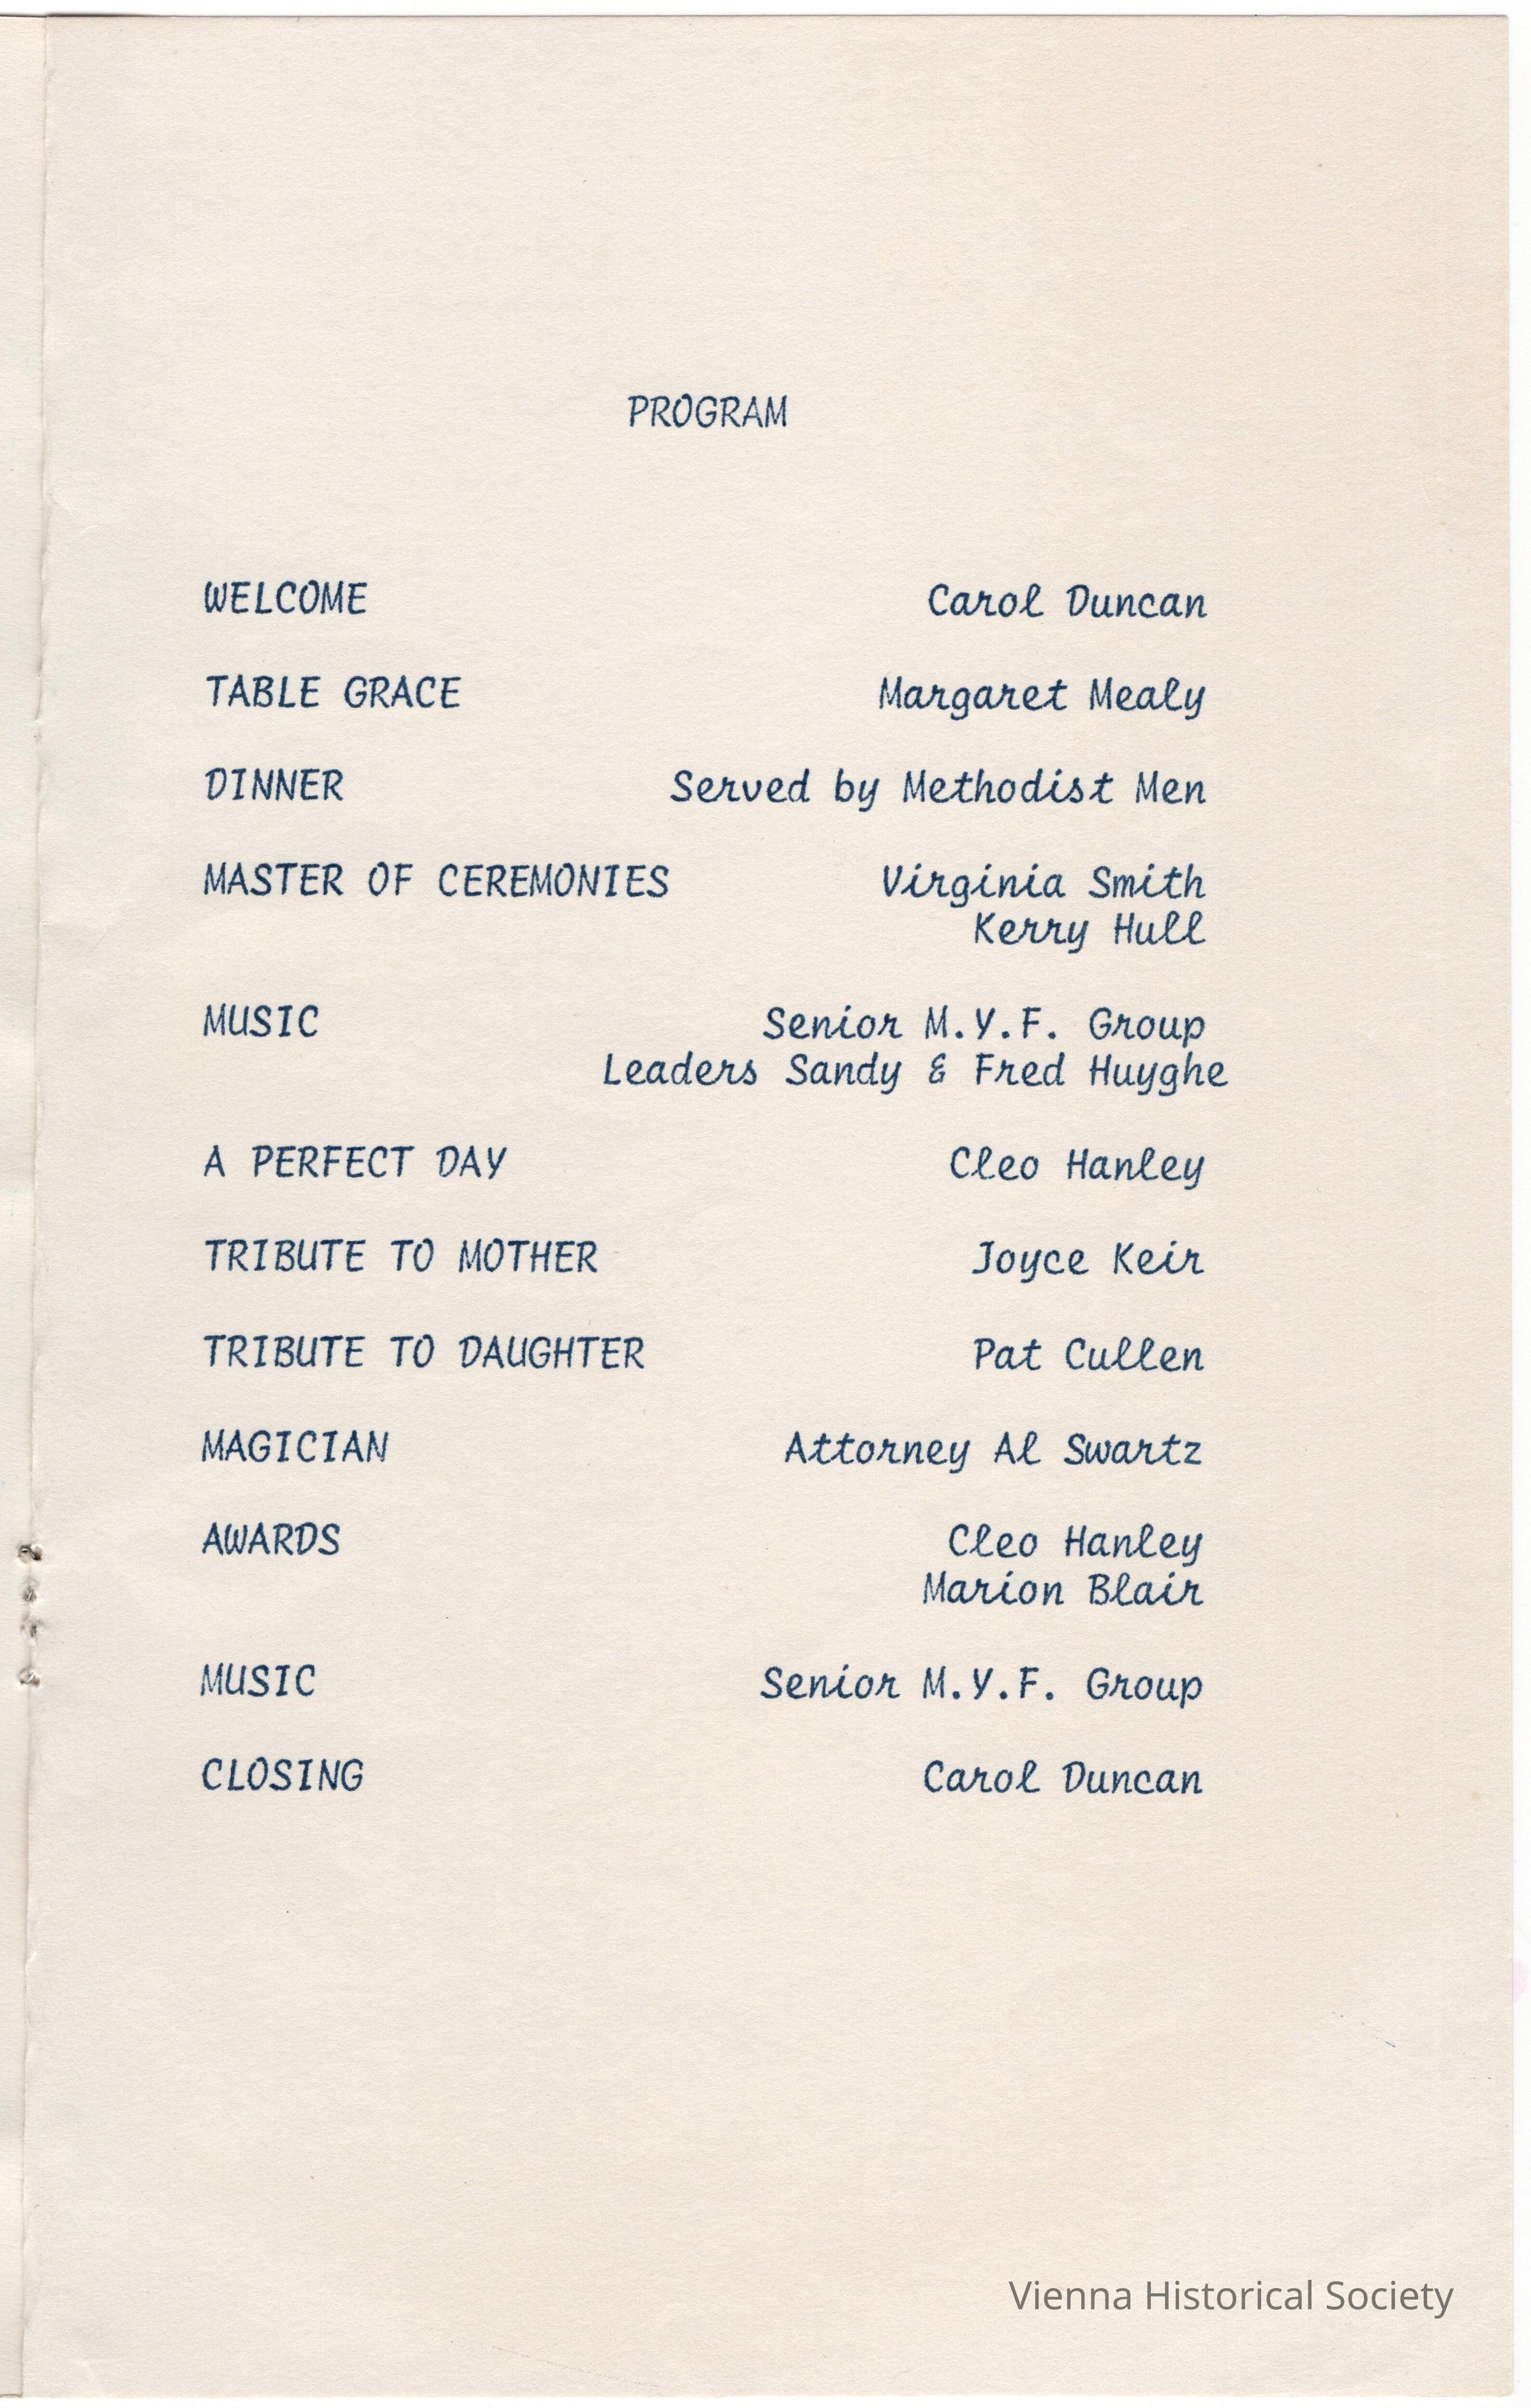 PROGRAM
WELCOME Carol Duncan
TABLE GRACE Margaret Mealy
DINNER Served by Methodist Men
MASTER OF CEREMONIES Virginia Smith
Kerry Hull
MUSIC Senior M.Y.F. Group
Leaders Sandy & Fred Huyghe
A PERFECT DAY Cleo Hanley
TRIBUTE TO MOTHER Joyce Keir
TRIBUTE TO DAUGHTER Pat Cullen
MAGICIAN Attorney Al Swartz
AWARDS Cleo Hanley
Marion Blair
MUSIC Senior M.Y.F. Group
CLOSING Carol Duncan
Vienna Historical Society